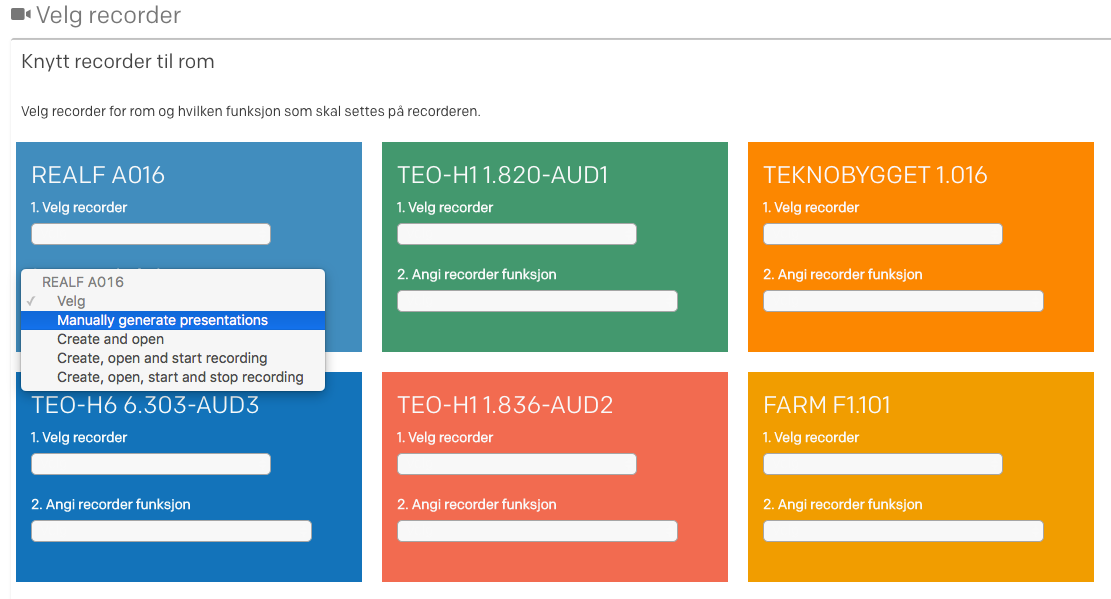 Velg recorder
Knytt recorder til rom
Velg recorder for rom og hvilken funksjon som skal settes på recorderen.
REALF A016
1. Velg recorder
REALF A016
✓ Velg
Manually generate presentations
Create and open
Create, open and start recording
Create, open, start and stop recording
TEO-H1 1.820-AUD1
1. Velg recorder
2. Angi recorder funksjon
TEKNOBYGGET 1.016
1. Velg recorder
2. Angi recorder funksjon
TEO-H6 6.303-AUD3
1. Velg recorder
2. Angi recorder funksjon
TEO-H1 1.836-AUD2
1. Velg recorder
2. Angi recorder funksjon
FARM F1.101
1. Velg recorder
2. Angi recorder funksjon